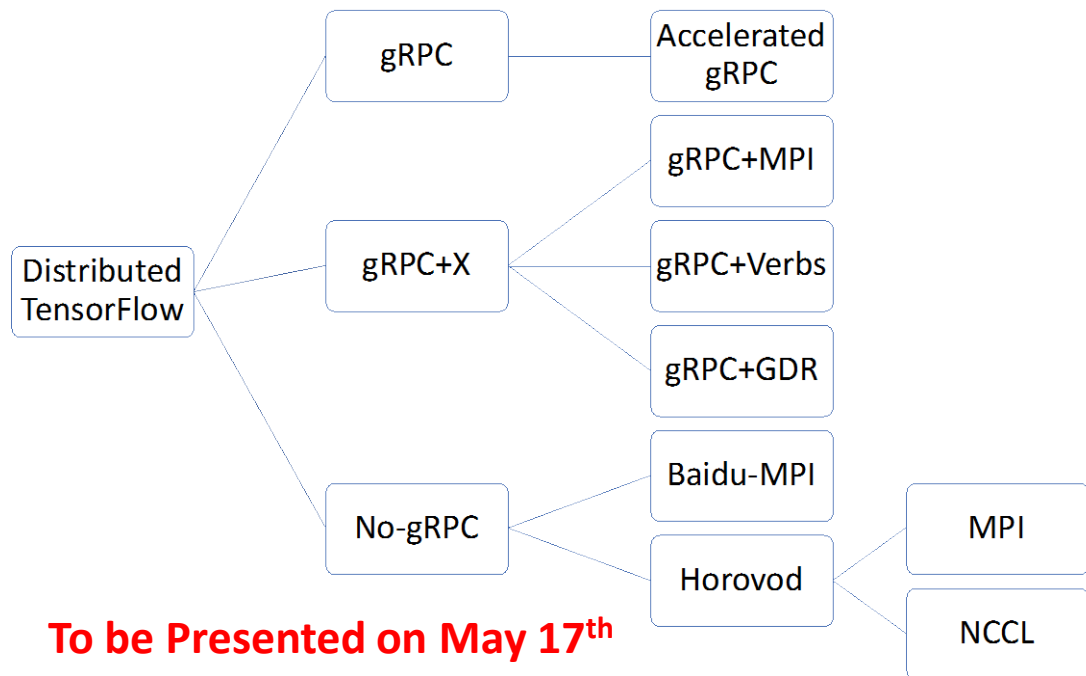 gRPC
Accelerated
gRPC
gRPC+MPI
Distributed
TensorFlow
gRPC+X
gRPC+Verbs
gRPC+GDR
No-gRPC
Baidu-MPI
Horovod
MPI
NCCL
To be Presented on May 17th